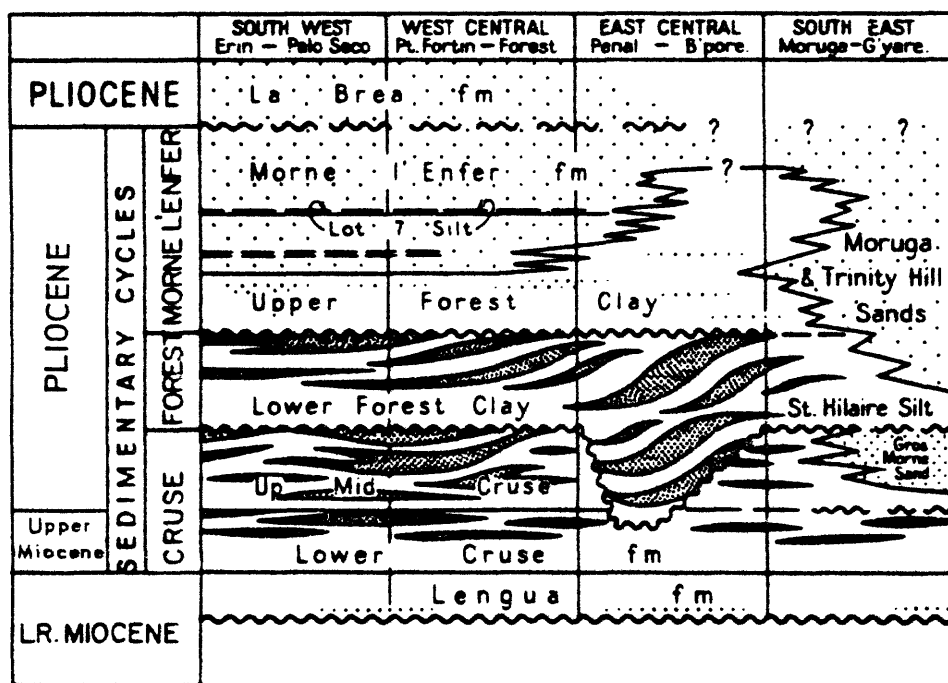 SOUTH WEST
Erin – Palo Seco
WEST CENTRAL
Pt. Fortin – Forest
EAST CENTRAL
Penal – B'pore.
SOUTH EAST
Moruga–G'yare.
PLIOCENE
La Brea fm
?
?
?
PLIOCENE
SEDIMENTARY CYCLES
MORNE L'ENFER
Morne l'Enfer fm
?
Lot 7 Silt
Moruga
& Trinity Hill
Sands
Upper Forest Clay
FOREST
Lower Forest Clay
St. Hilaire Silt
CRUSE
Gros
Morne
Sand
Up Mid Cruse
Upper
Miocene
Lower Cruse fm
Lengua fm
LR. MIOCENE